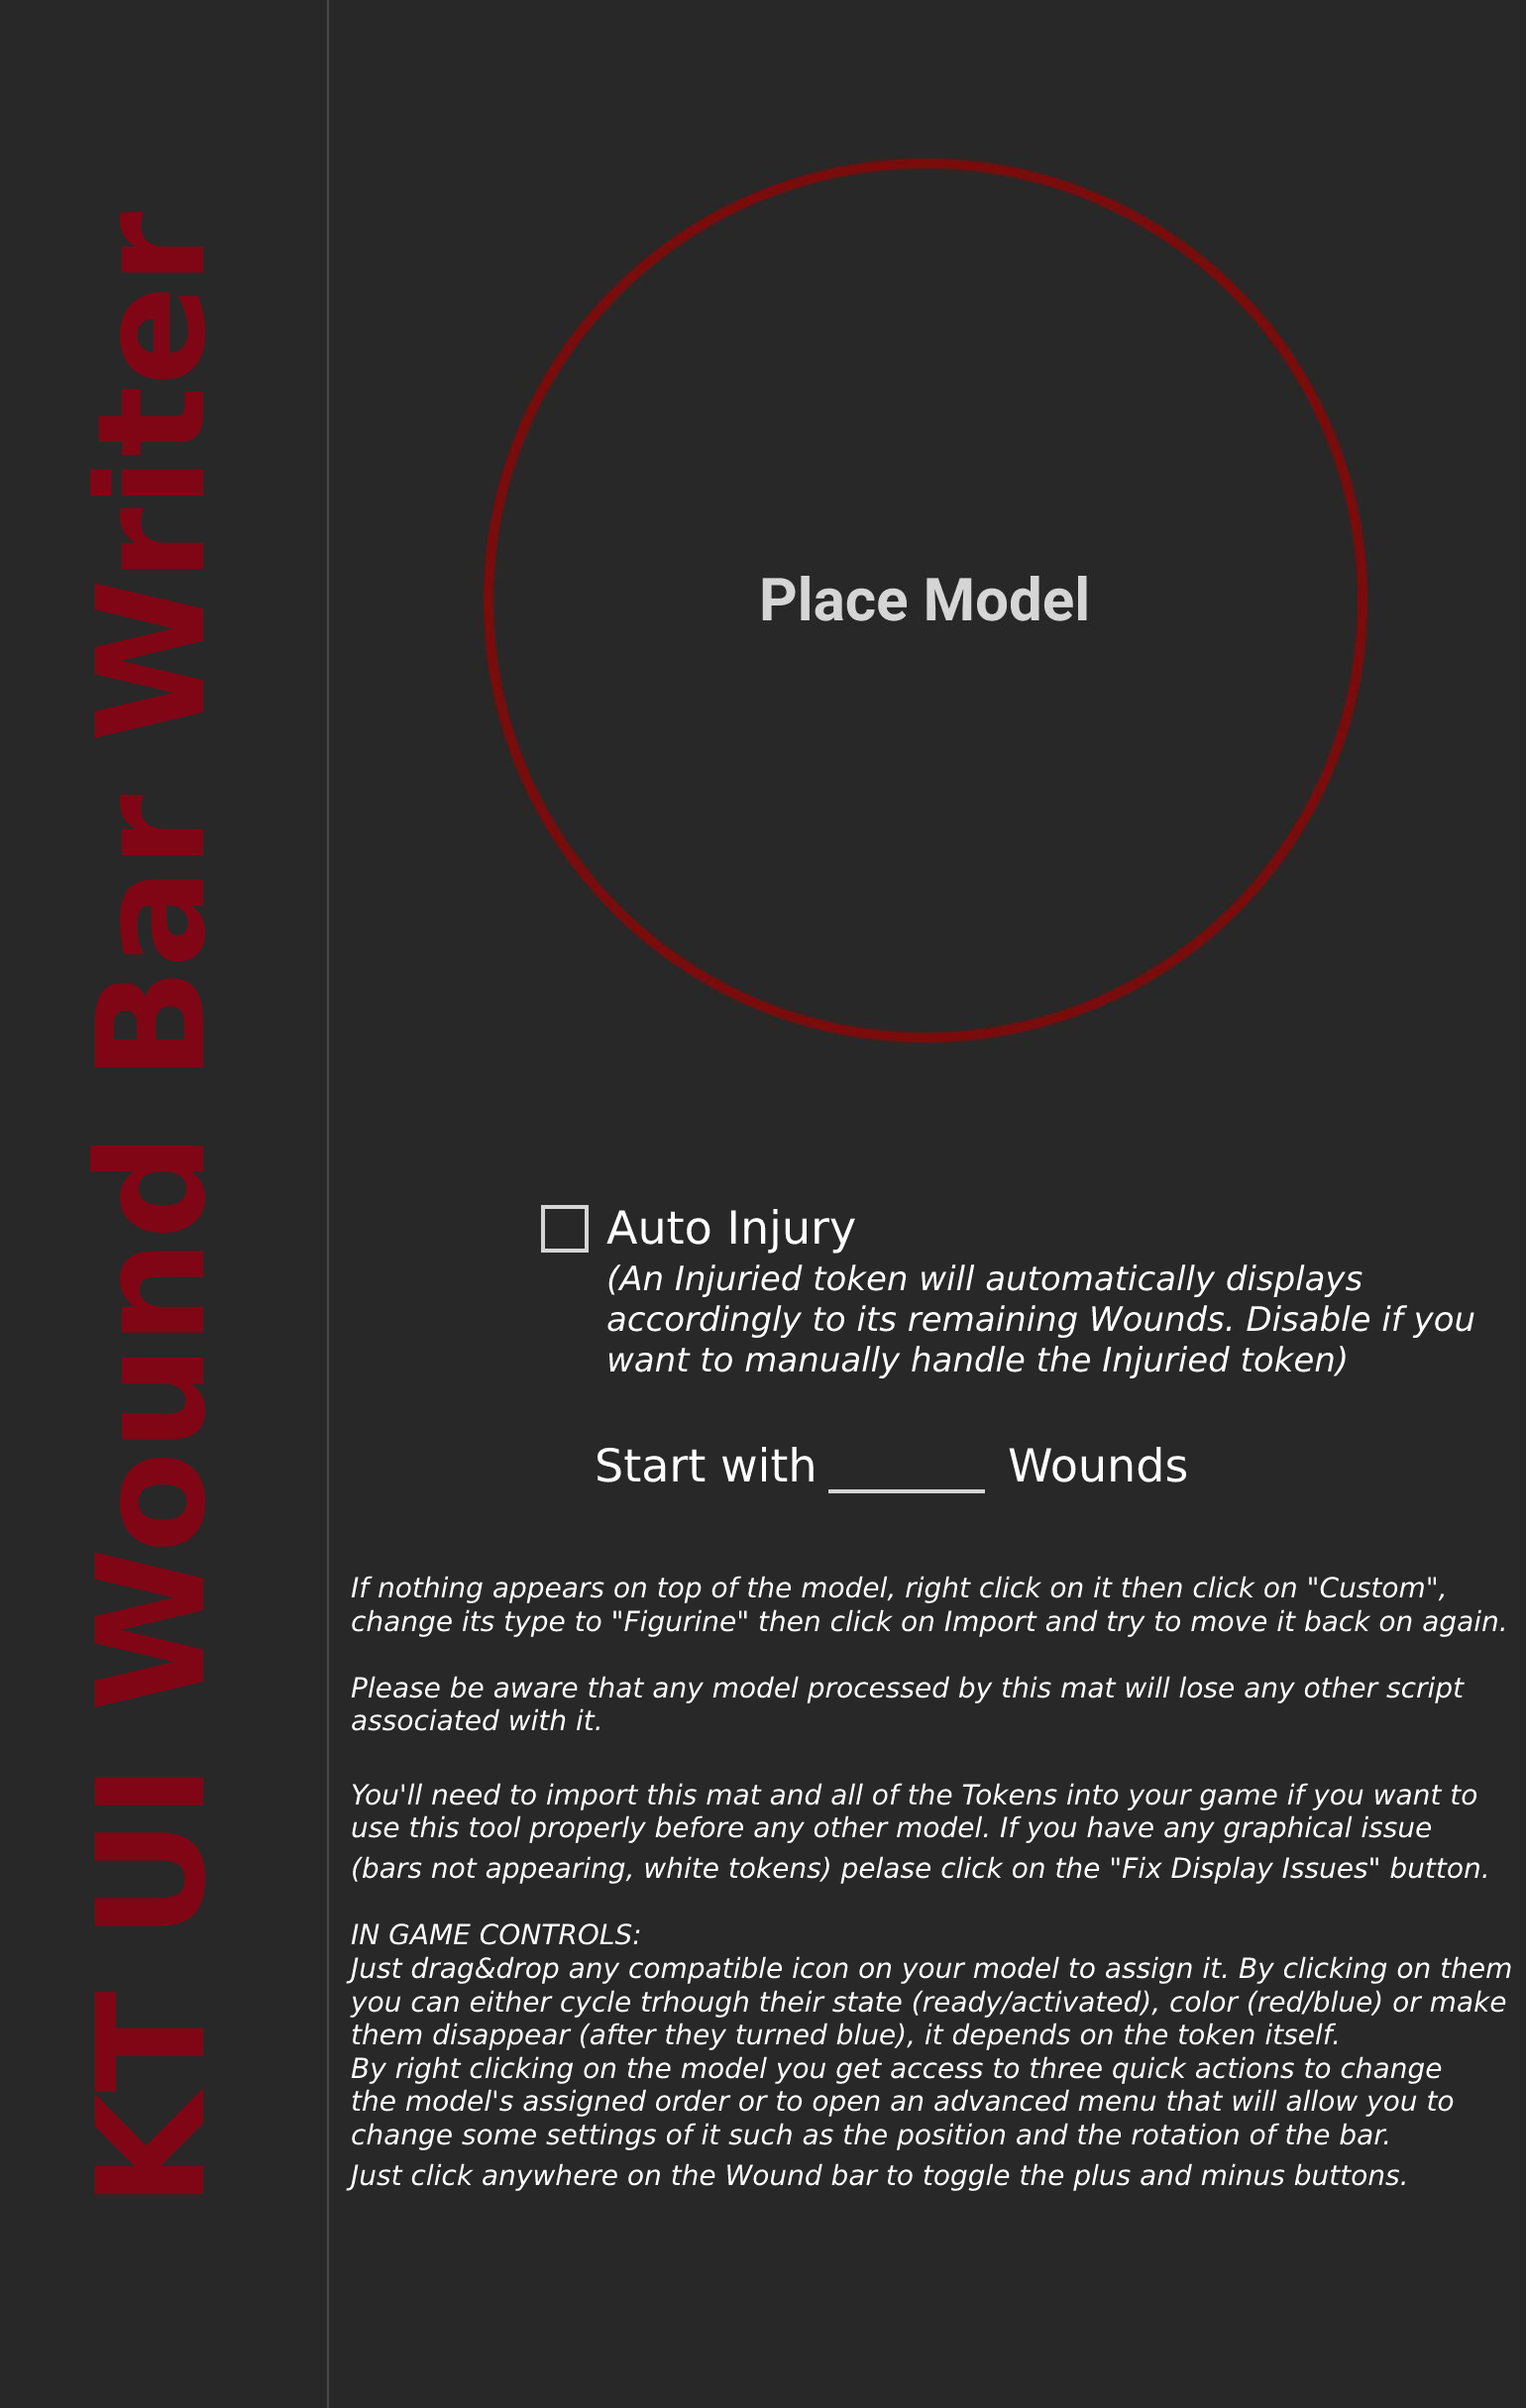 KT UI Wound Bar Writer
Place Model
Auto Injury
(An Injuried token will automatically displays
accordingly to its remaining Wounds. Disable if you
want to manually handle the Injuried token)
Start with ______ Wounds
If nothing appears on top of the model, right click on it then click on "Custom",
change its type to "Figurine" then click on Import and try to move it back on again.
Please be aware that any model processed by this mat will lose any other script
associated with it.
You'll need to import this mat and all of the Tokens into your game if you want to
use this tool properly before any other model. If you have any graphical issue
(bars not appearing, white tokens) pelase click on the "Fix Display Issues" button.
IN GAME CONTROLS:
Just drag&drop any compatible icon on your model to assign it. By clicking on them
you can either cycle trhough their state (ready/activated), color (red/blue) or make
them disappear (after they turned blue), it depends on the token itself.
By right clicking on the model you get access to three quick actions to change
the model's assigned order or to open an advanced menu that will allow you to
change some settings of it such as the position and the rotation of the bar.
Just click anywhere on the Wound bar to toggle the plus and minus buttons.